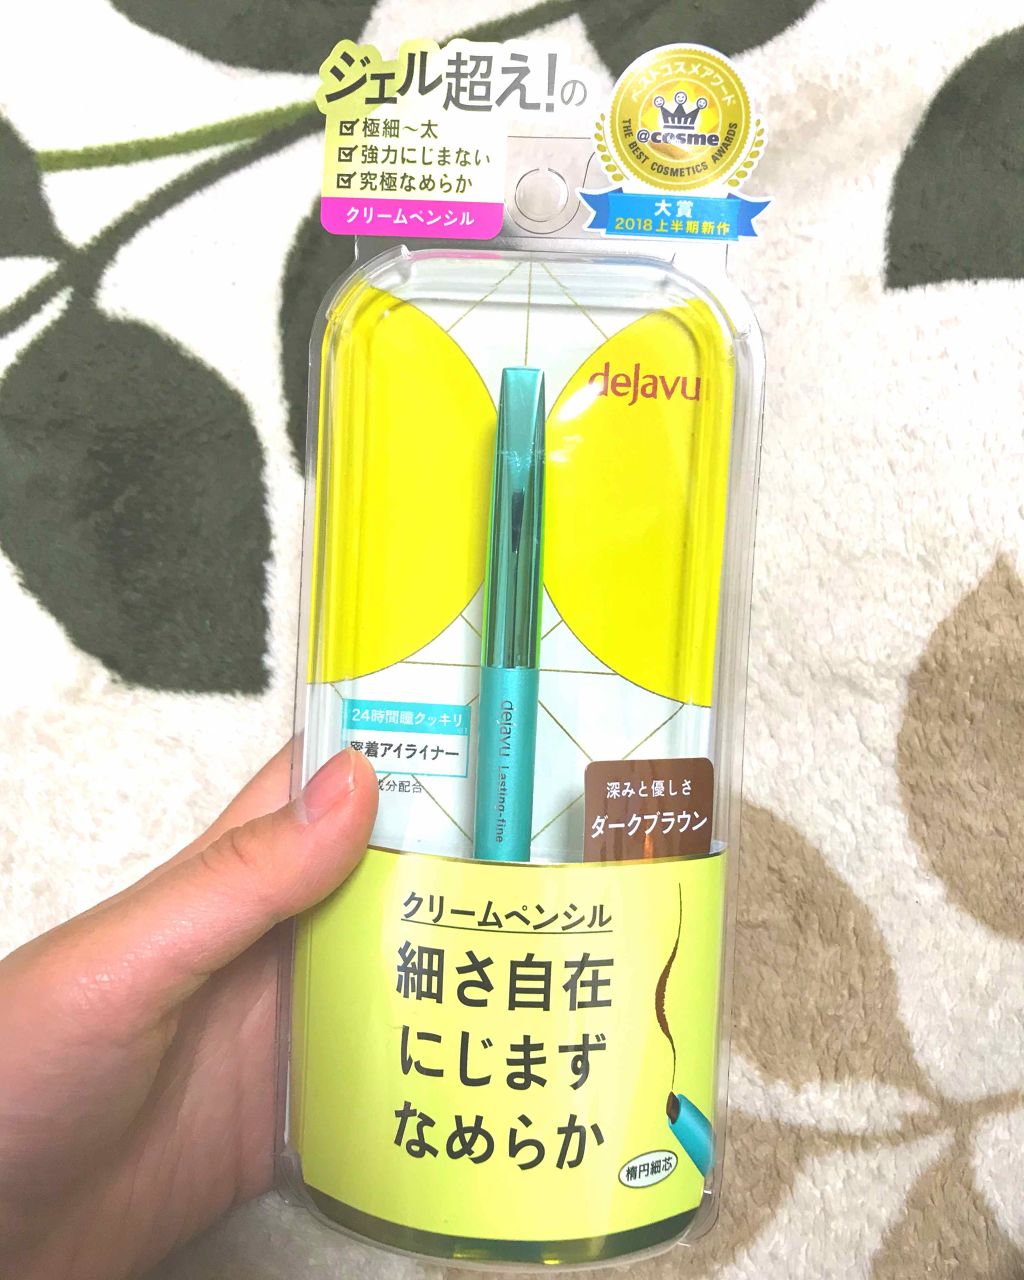 ジェル超え!の
極細～太
強力にじまない
究極なめらか
クリームペンシル
ベストコスメアワード
@cosme
THE BEST COSMETICS AWARDS
大賞
2018上半期新作
dejavu
24時間瞳クッキリ
密着アイライナー
成分配合
dejavu Lasting-fine
深みと優しさ
ダークブラウン
クリームペンシル
細さ自在
にじまず
なめらか
楕円細芯